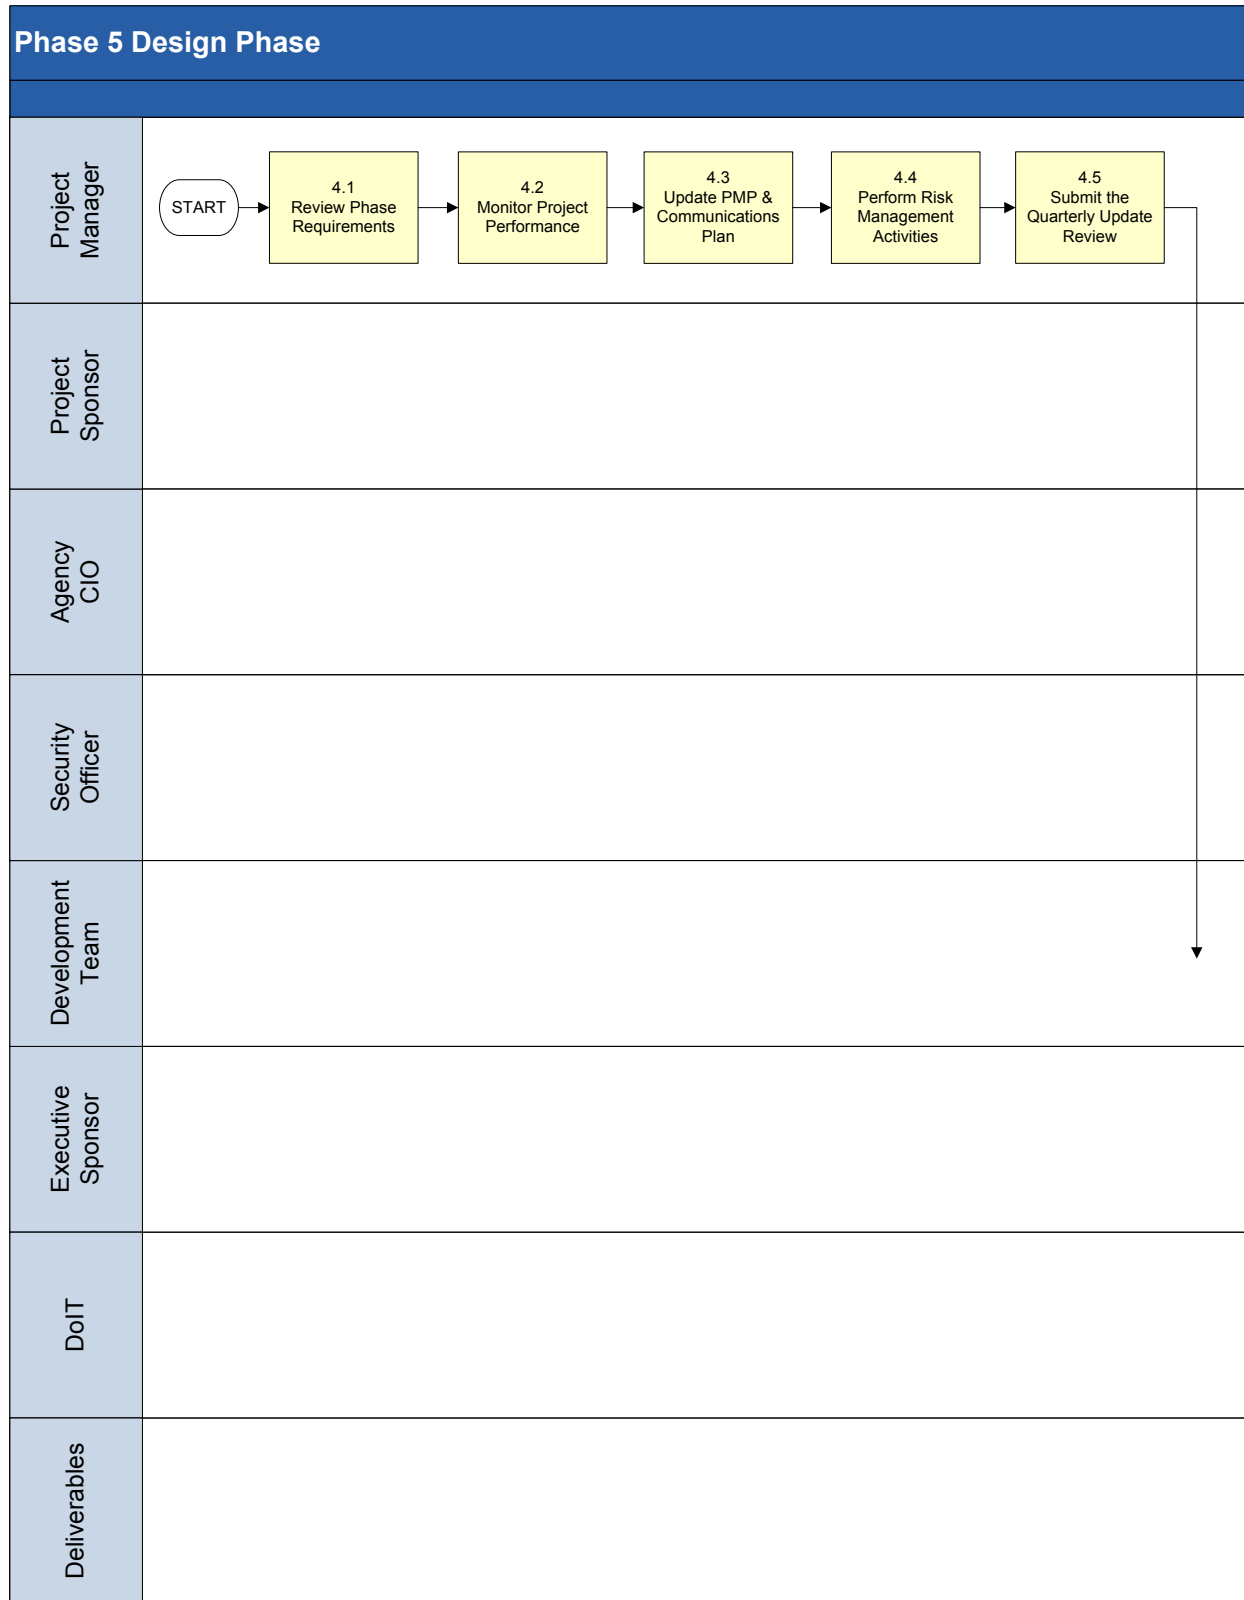 Phase 5 Design Phase
Project
Manager
START
4.1
Review Phase
Requirements
4.2
Monitor Project
Performance
4.3
Update PMP &
Communications
Plan
4.4
Perform Risk
Management
Activities
4.5
Submit the
Quarterly Update
Review
Project
Sponsor
Agency
CIO
Security
Officer
Development
Team
Executive
Sponsor
DoIT
Deliverables